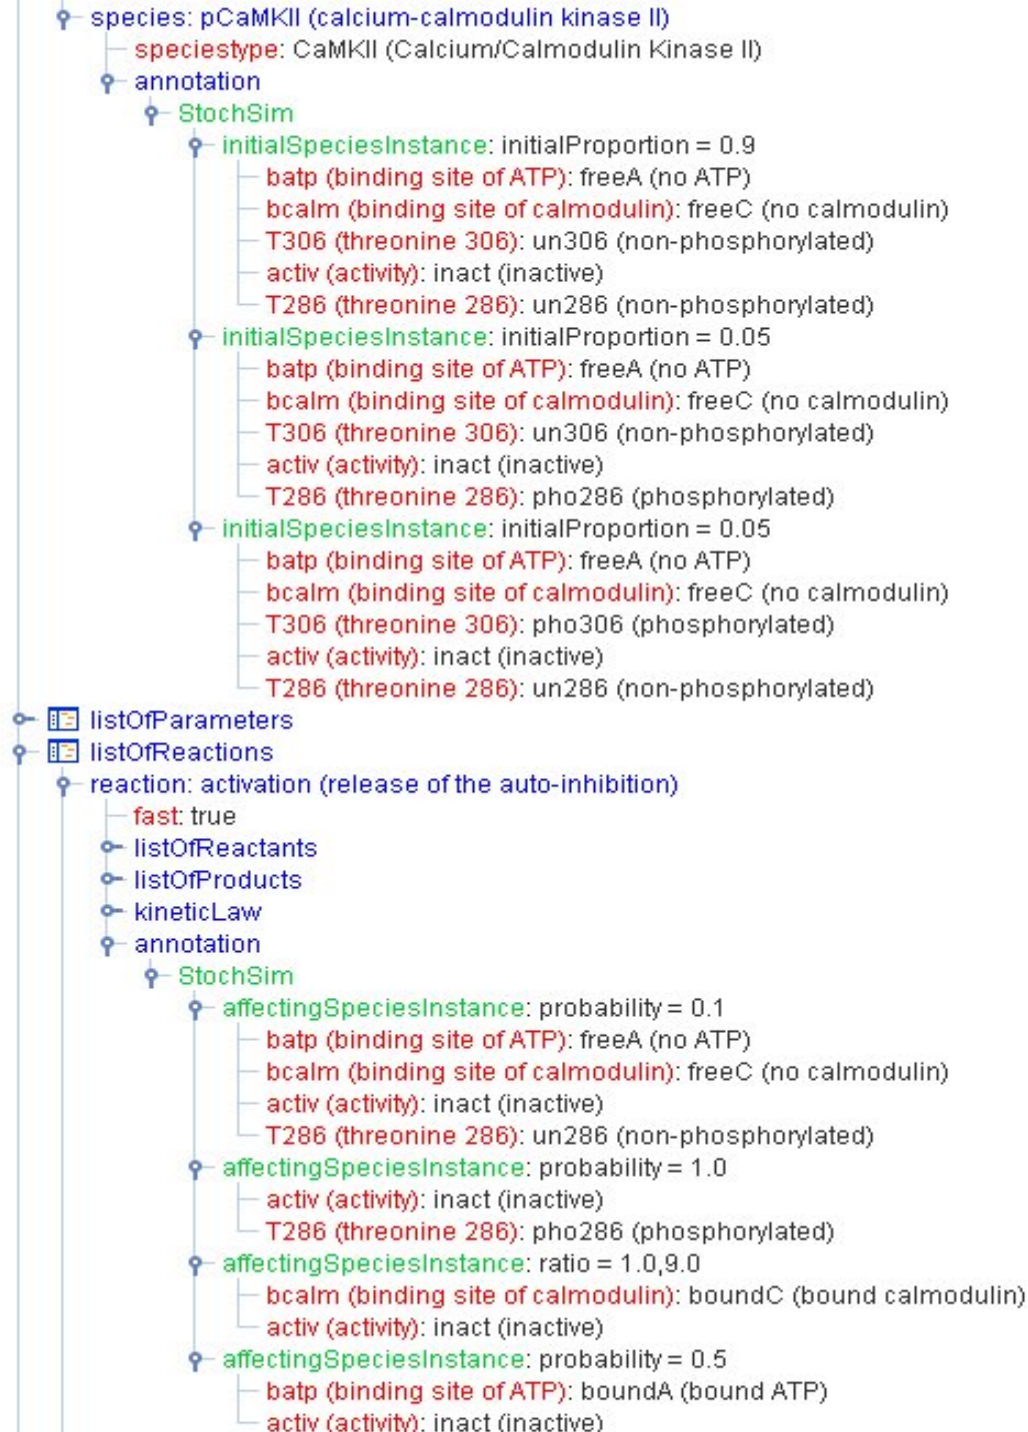 species: pCaMKII (calcium-calmodulin kinase II)
speciestype: CaMKII (Calcium/Calmodulin Kinase II)
annotation
StochSim
initialSpeciesInstance: initialProportion = 0.9
batp (binding site of ATP): freeA (no ATP)
bcalm (binding site of calmodulin): freeC (no calmodulin)
T306 (threonine 306): un306 (non-phosphorylated)
activ (activity): inact (inactive)
T286 (threonine 286): un286 (non-phosphorylated)
initialSpeciesInstance: initialProportion = 0.05
batp (binding site of ATP): freeA (no ATP)
bcalm (binding site of calmodulin): freeC (no calmodulin)
T306 (threonine 306): un306 (non-phosphorylated)
activ (activity): inact (inactive)
T286 (threonine 286): pho286 (phosphorylated)
initialSpeciesInstance: initialProportion = 0.05
batp (binding site of ATP): freeA (no ATP)
bcalm (binding site of calmodulin): freeC (no calmodulin)
T306 (threonine 306): pho306 (phosphorylated)
activ (activity): inact (inactive)
T286 (threonine 286): un286 (non-phosphorylated)
listOfParameters
listOfReactions
reaction: activation (release of the auto-inhibition)
fast: true
listOfReactants
listOfProducts
kineticLaw
annotation
StochSim
affectingSpeciesInstance: probability = 0.1
batp (binding site of ATP): freeA (no ATP)
bcalm (binding site of calmodulin): freeC (no calmodulin)
activ (activity): inact (inactive)
T286 (threonine 286): un286 (non-phosphorylated)
affectingSpeciesInstance: probability = 1.0
activ (activity): inact (inactive)
T286 (threonine 286): pho286 (phosphorylated)
affectingSpeciesInstance: ratio = 1.0,9.0
bcalm (binding site of calmodulin): boundC (bound calmodulin)
activ (activity): inact (inactive)
affectingSpeciesInstance: probability = 0.5
batp (binding site of ATP): boundA (bound ATP)
activ (activity): inact (inactive)